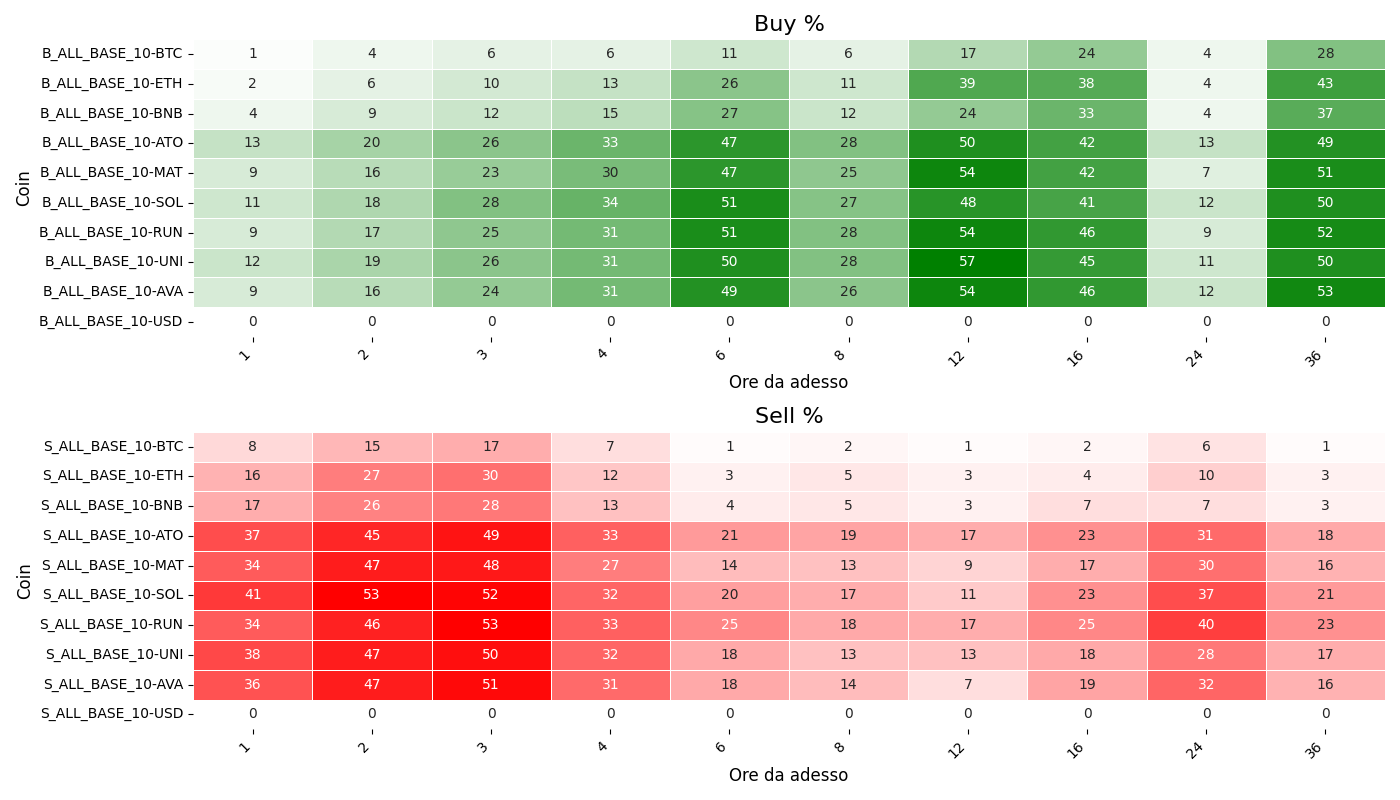 Buy %
Coin
B_ALL_BASE_10-BTC 1 4 6 6 11 6 17 24 4 28
B_ALL_BASE_10-ETH 2 6 10 13 26 11 39 38 4 43
B_ALL_BASE_10-BNB 4 9 12 15 27 12 24 33 4 37
B_ALL_BASE_10-ATO 13 20 26 33 47 28 50 42 13 49
B_ALL_BASE_10-MAT 9 16 23 30 47 25 54 42 7 51
B_ALL_BASE_10-SOL 11 18 28 34 51 27 48 41 12 50
B_ALL_BASE_10-RUN 9 17 25 31 51 28 54 46 9 52
B_ALL_BASE_10-UNI 12 19 26 31 50 28 57 45 11 50
B_ALL_BASE_10-AVA 9 16 24 31 49 26 54 46 12 53
B_ALL_BASE_10-USD 0 0 0 0 0 0 0 0 0 0
1 2 3 4 6 8 12 16 24 36
Ore da adesso
Sell %
Coin
S_ALL_BASE_10-BTC 8 15 17 7 1 2 1 2 6 1
S_ALL_BASE_10-ETH 16 27 30 12 3 5 3 4 10 3
S_ALL_BASE_10-BNB 17 26 28 13 4 5 3 7 7 3
S_ALL_BASE_10-ATO 37 45 49 33 21 19 17 23 31 18
S_ALL_BASE_10-MAT 34 47 48 27 14 13 9 17 30 16
S_ALL_BASE_10-SOL 41 53 52 32 20 17 11 23 37 21
S_ALL_BASE_10-RUN 34 46 53 33 25 18 17 25 40 23
S_ALL_BASE_10-UNI 38 47 50 32 18 13 13 18 28 17
S_ALL_BASE_10-AVA 36 47 51 31 18 14 7 19 32 16
S_ALL_BASE_10-USD 0 0 0 0 0 0 0 0 0 0
1 2 3 4 6 8 12 16 24 36
Ore da adesso